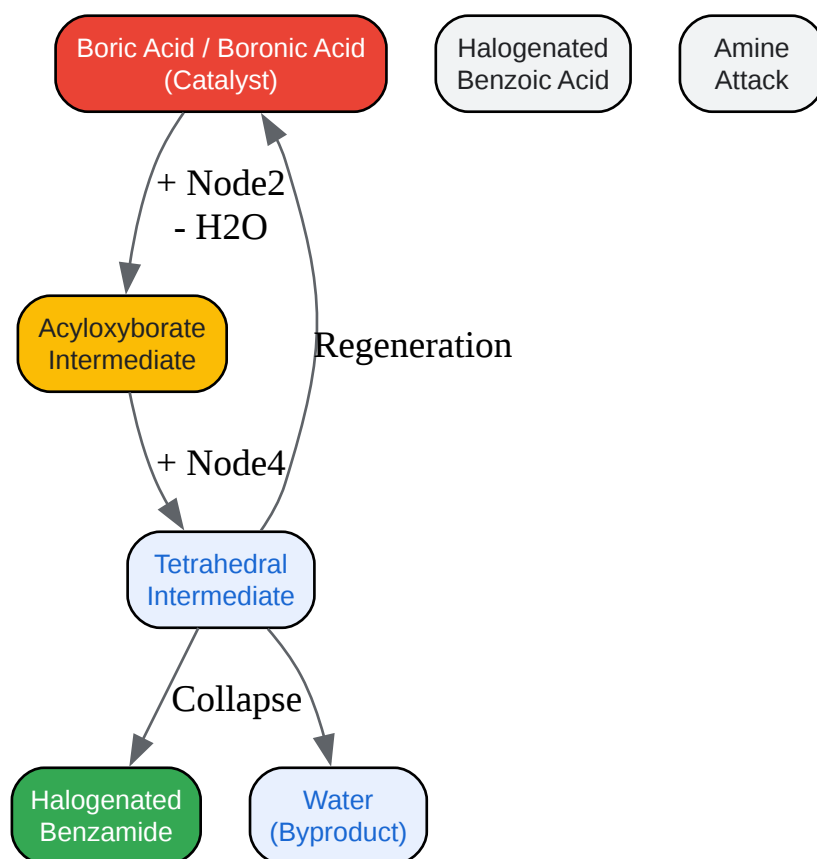 Boric Acid / Boronic Acid
(Catalyst)
Halogenated
Benzoic Acid
Amine
Attack
+ Node2
- H2O
Acyloxyborate
Intermediate
Regeneration
+ Node4
Tetrahedral
Intermediate
Collapse
Halogenated
Benzamide
Water
(Byproduct)